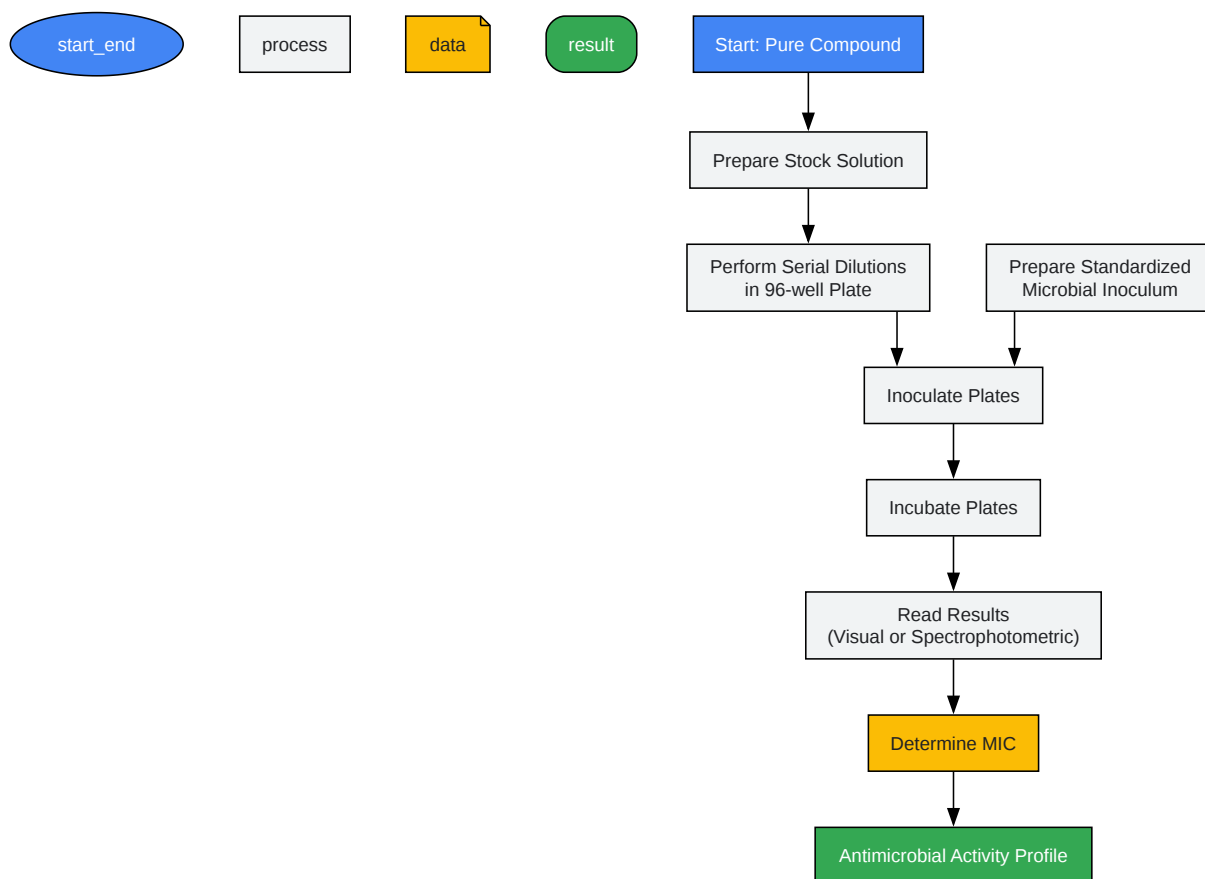 start_end
process
data
result
Start: Pure Compound
Prepare Stock Solution
Perform Serial Dilutions
in 96-well Plate
Prepare Standardized
Microbial Inoculum
Inoculate Plates
Incubate Plates
Read Results
(Visual or Spectrophotometric)
Determine MIC
Antimicrobial Activity Profile